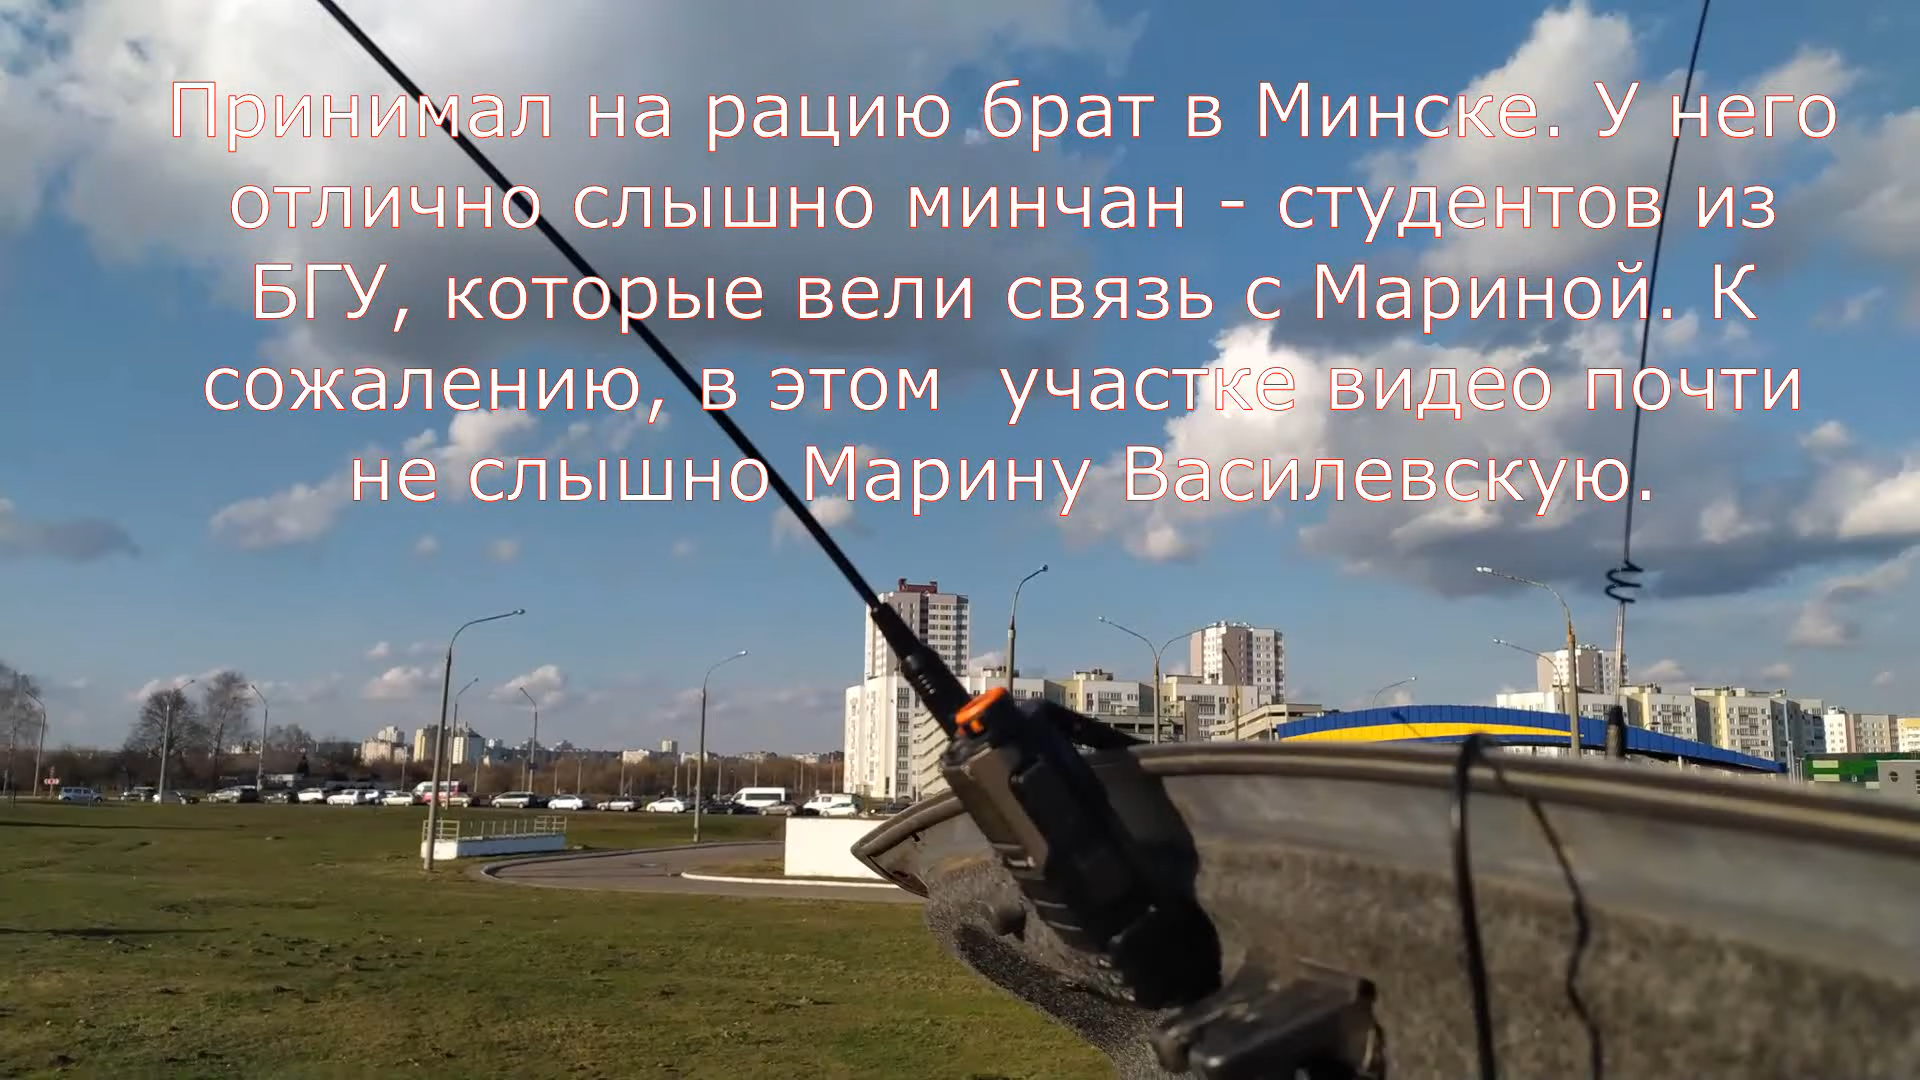 Принимал на рацию брат в Минске. У него
отлично слышно минчан - студентов из
БГУ, которые вели связь с Мариной. К
сожалению, в этом  участке видео почти
не слышно Марину Василевскую.